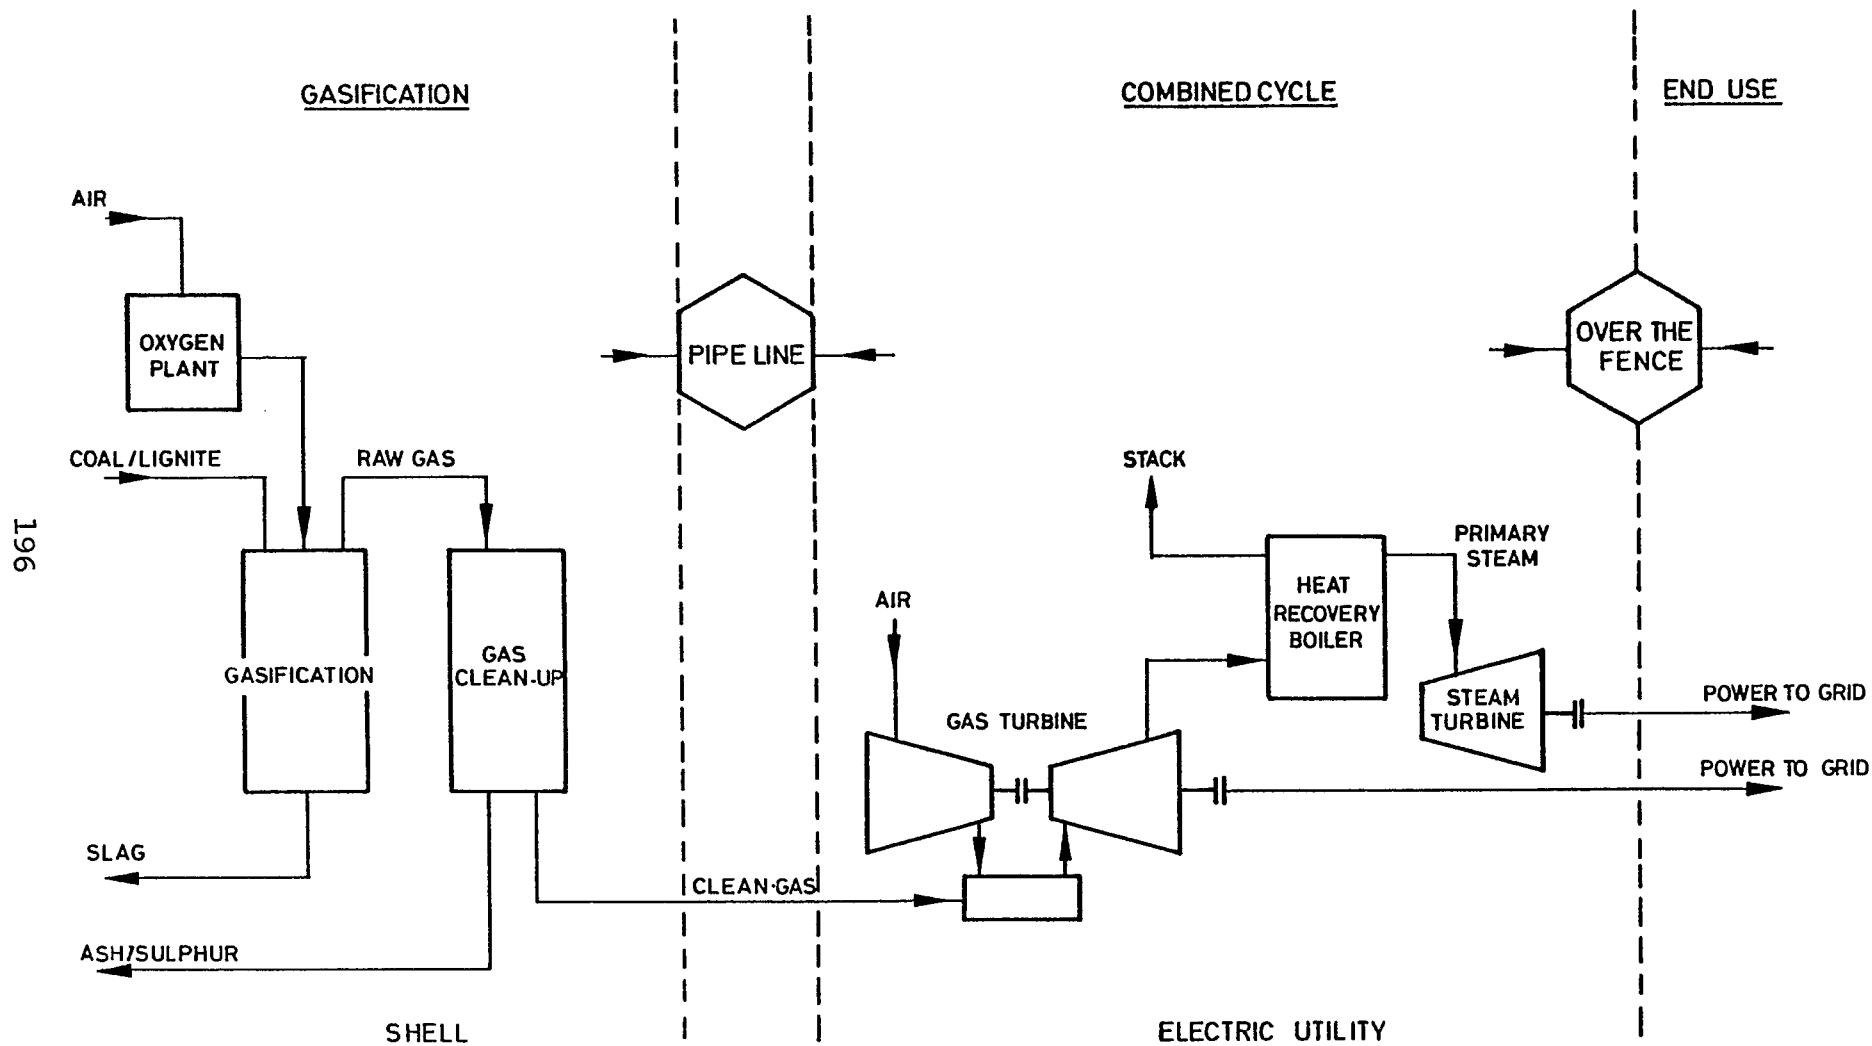 GASIFICATION
COMBINED CYCLE
END USE
AIR
OXYGEN
PLANT
PIPE LINE
OVER THE
FENCE
COAL/LIGNITE
RAW GAS
STACK
196
PRIMARY
STEAM
HEAT
RECOVERY
BOILER
AIR
GASIFICATION
GAS
CLEAN-UP
GAS TURBINE
STEAM
TURBINE
POWER TO GRID
POWER TO GRID
SLAG
CLEAN·GAS
ASH/SULPHUR
SHELL
ELECTRIC UTILITY